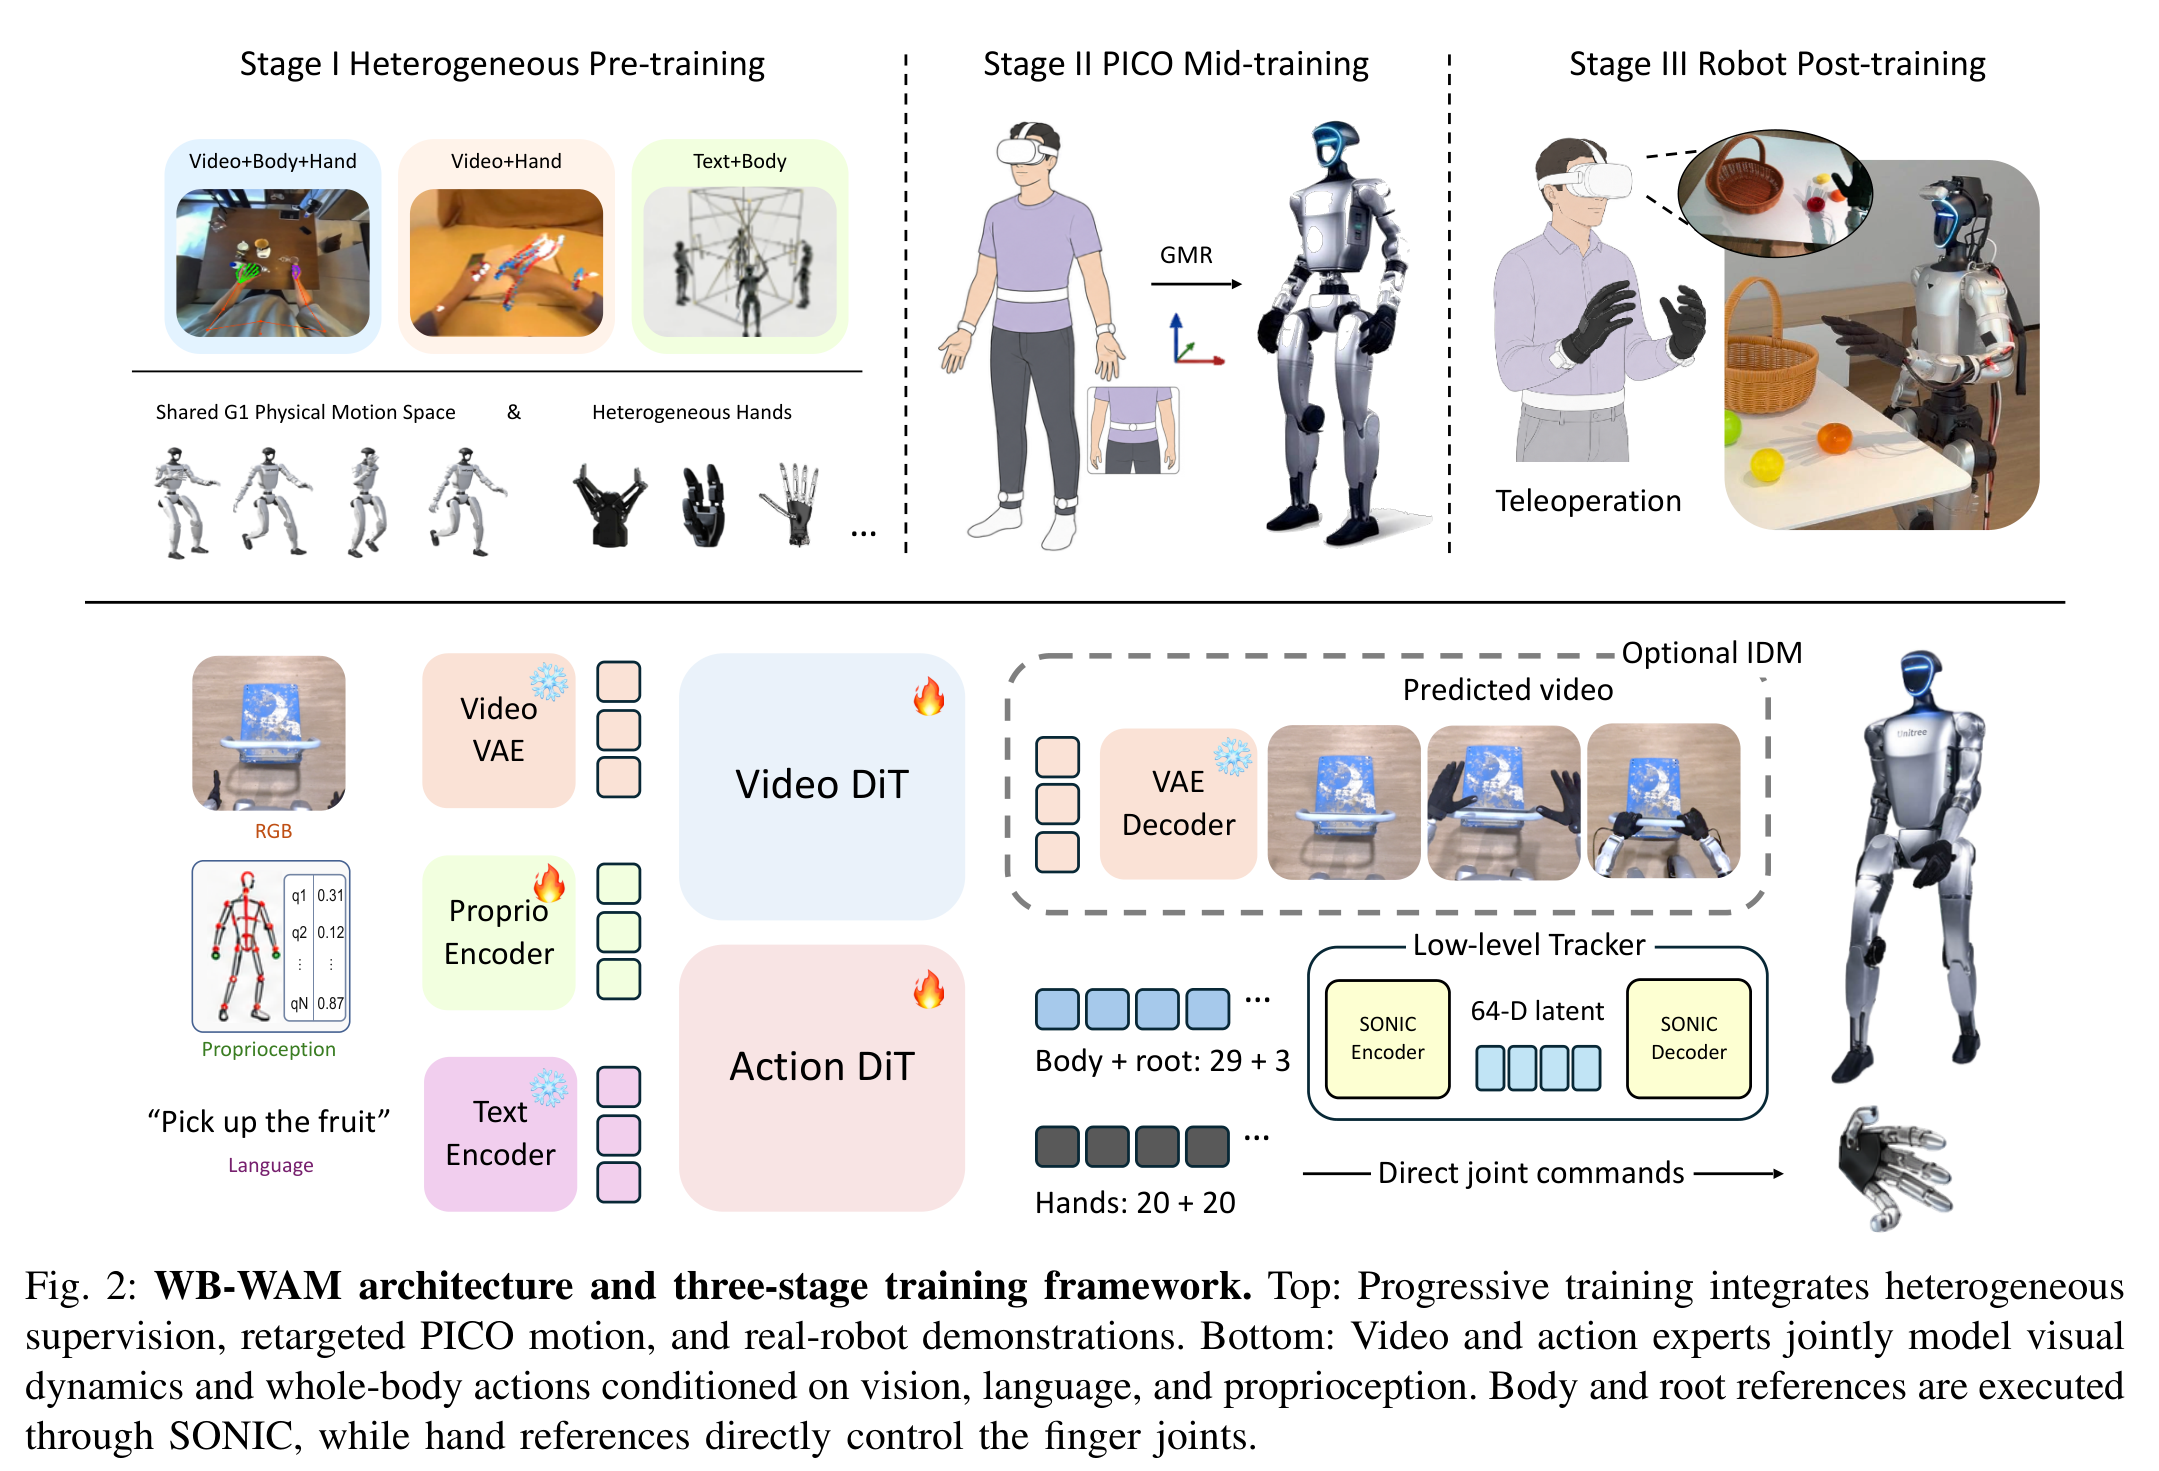 Stage I Heterogeneous Pre-training
Stage II PICO Mid-training
Stage III Robot Post-training
Video+Body+Hand
Video+Hand
Text+Body
GMR
Shared G1 Physical Motion Space & Heterogeneous Hands
...
Teleoperation
RGB
Video
VAE
Video DiT
Optional IDM
Predicted video
VAE
Decoder
unitree
q1 0.31
q2 0.12
⋮ ⋮
qN 0.87
Proprioception
Proprio
Encoder
Action DiT
...
Body + root: 29 + 3
Low-level Tracker
SONIC
Encoder
64-D latent
SONIC
Decoder
“Pick up the fruit”
Language
Text
Encoder
...
Hands: 20 + 20
Direct joint commands
Fig. 2: WB-WAM architecture and three-stage training framework. Top: Progressive training integrates heterogeneous
supervision, retargeted PICO motion, and real-robot demonstrations. Bottom: Video and action experts jointly model visual
dynamics and whole-body actions conditioned on vision, language, and proprioception. Body and root references are executed
through SONIC, while hand references directly control the finger joints.